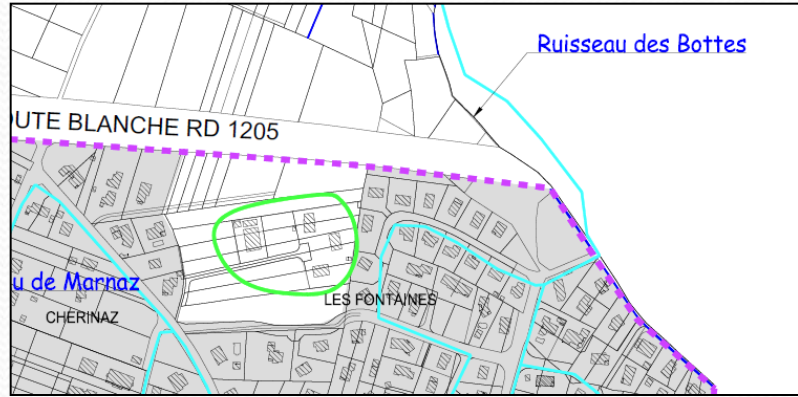 Ruisseau des Bottes
OUTE BLANCHE RD 1205
u de Marnaz
LES FONTAINES
CHERINAZ